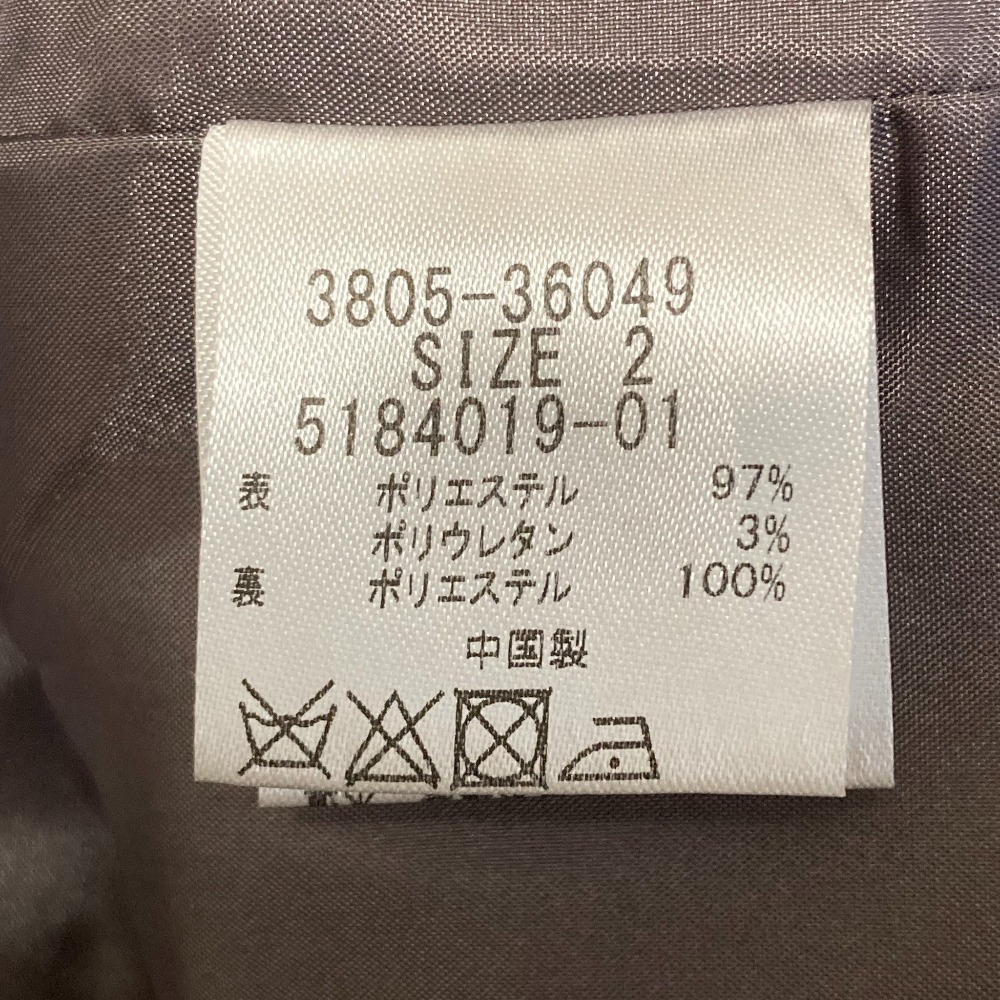 3805-36049
SIZE 2
5184019-01
表 ポリエステル 97%
ポリウレタン 3%
裏 ポリエステル 100%
中国製